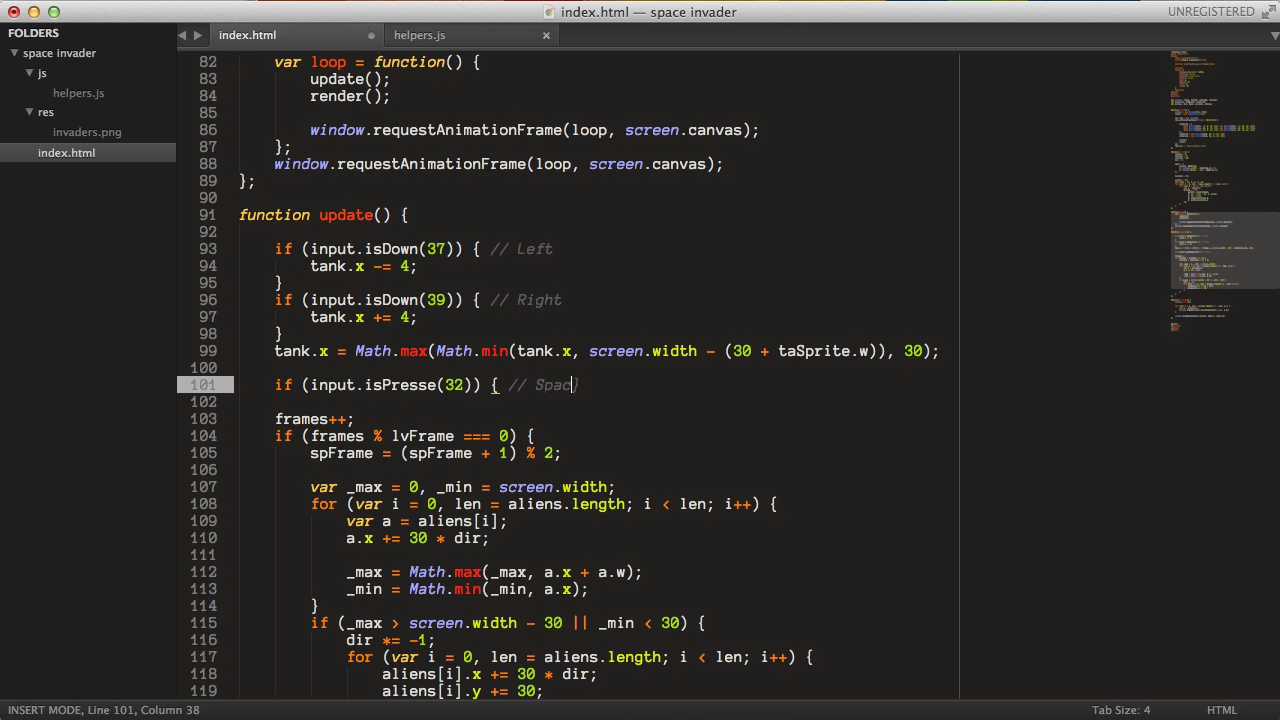 index.html — space invader
UNREGISTERED
FOLDERS
space invader
js
helpers.js
res
invaders.png
index.html
index.html
helpers.js
82 var loop = function() {
83 update();
84 render();
85
86 window.requestAnimationFrame(loop, screen.canvas);
87 };
88 window.requestAnimationFrame(loop, screen.canvas);
89 };
90
91 function update() {
92
93 if (input.isDown(37)) { // Left
94 tank.x -= 4;
95 }
96 if (input.isDown(39)) { // Right
97 tank.x += 4;
98 }
99 tank.x = Math.max(Math.min(tank.x, screen.width - (30 + taSprite.w)), 30);
100
101 if (input.isPresse(32)) { // Spac}
102
103 frames++;
104 if (frames % lvFrame === 0) {
105 spFrame = (spFrame + 1) % 2;
106
107 var _max = 0, _min = screen.width;
108 for (var i = 0, len = aliens.length; i < len; i++) {
109 var a = aliens[i];
110 a.x += 30 * dir;
111
112 _max = Math.max(_max, a.x + a.w);
113 _min = Math.min(_min, a.x);
114 }
115 if (_max > screen.width - 30 || _min < 30) {
116 dir *= -1;
117 for (var i = 0, len = aliens.length; i < len; i++) {
118 aliens[i].x += 30 * dir;
119 aliens[i].y += 30;
INSERT MODE, Line 101, Column 38
Tab Size: 4
HTML